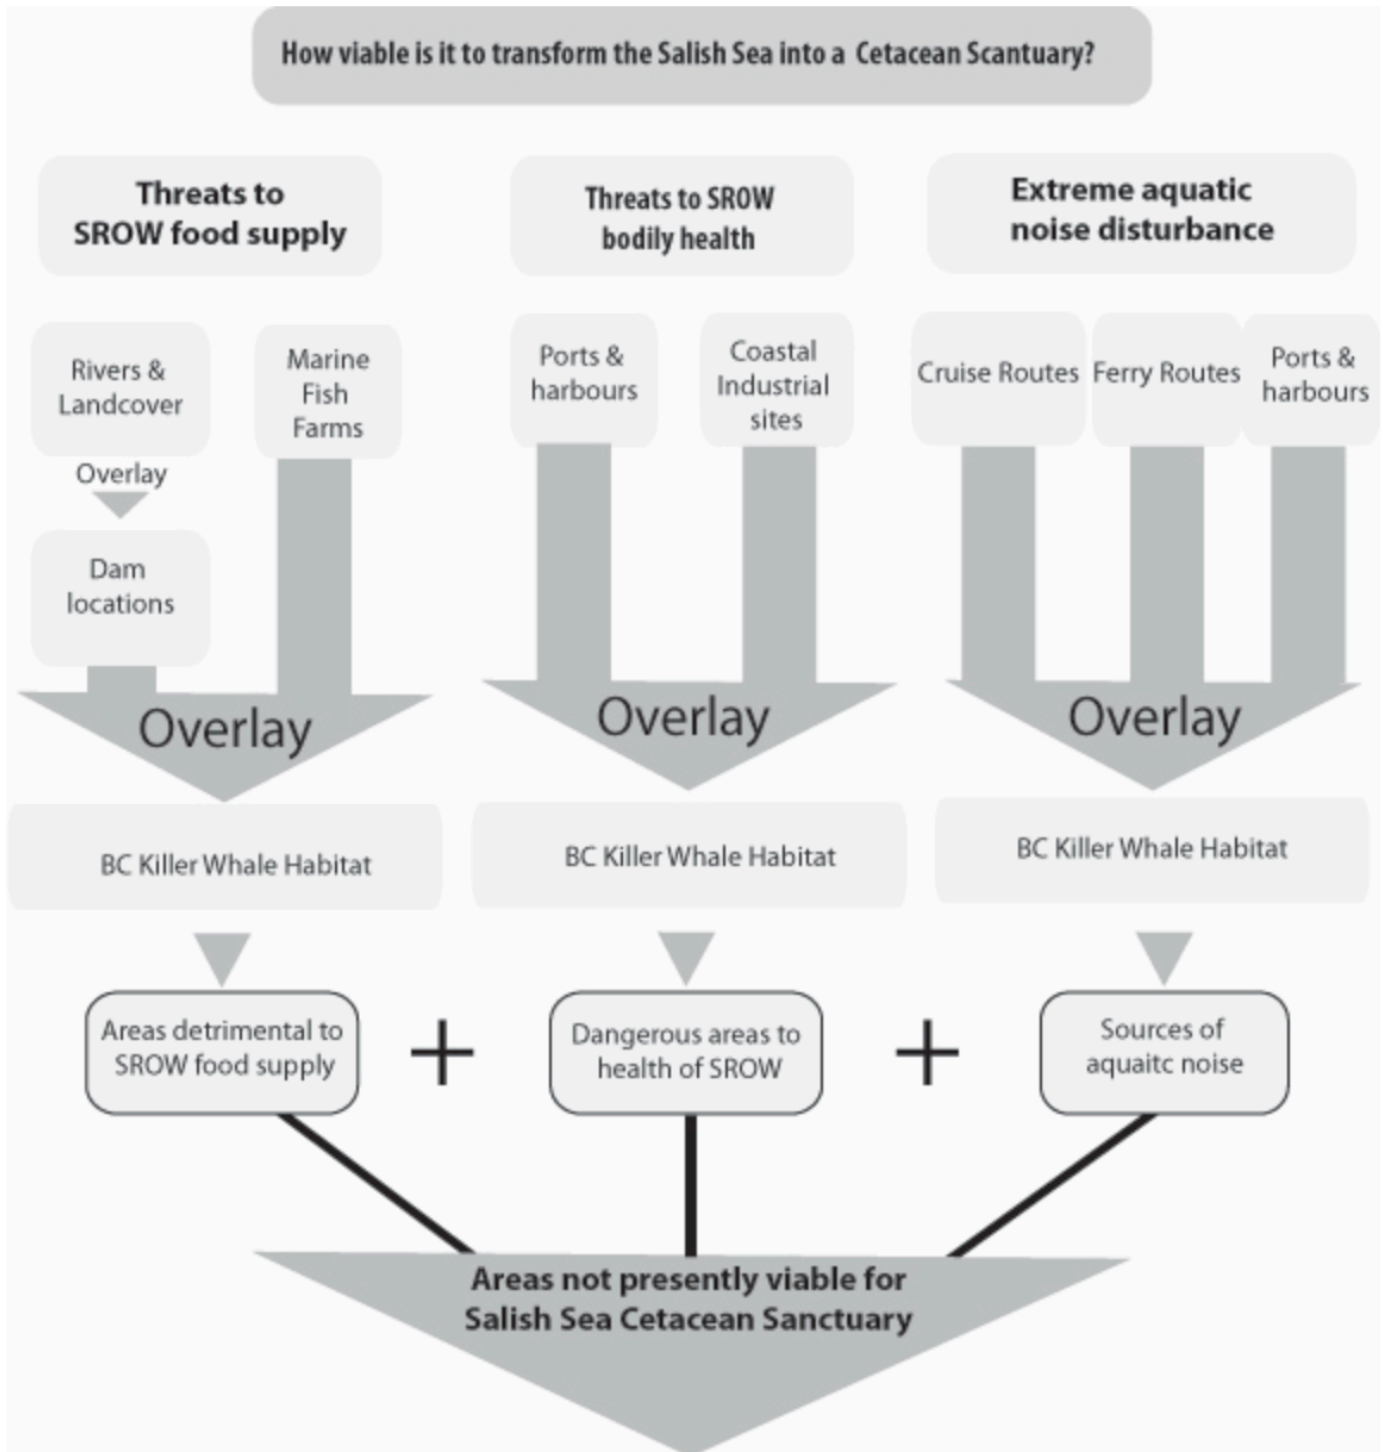 How viable is it to transform the Salish Sea into a Cetacean Scantuary?
Threats to
SROW food supply
Threats to SROW
bodily health
Extreme aquatic
noise disturbance
Rivers &
Landcover
Marine
Fish
Farms
Ports &
harbours
Coastal
Industrial
sites
Cruise Routes
Ferry Routes
Ports &
harbours
Overlay
Dam
locations
Overlay
Overlay
Overlay
BC Killer Whale Habitat
BC Killer Whale Habitat
BC Killer Whale Habitat
Areas detrimental to
SROW food supply
+
Dangerous areas to
health of SROW
+
Sources of
aquaitc noise
Areas not presently viable for
Salish Sea Cetacean Sanctuary